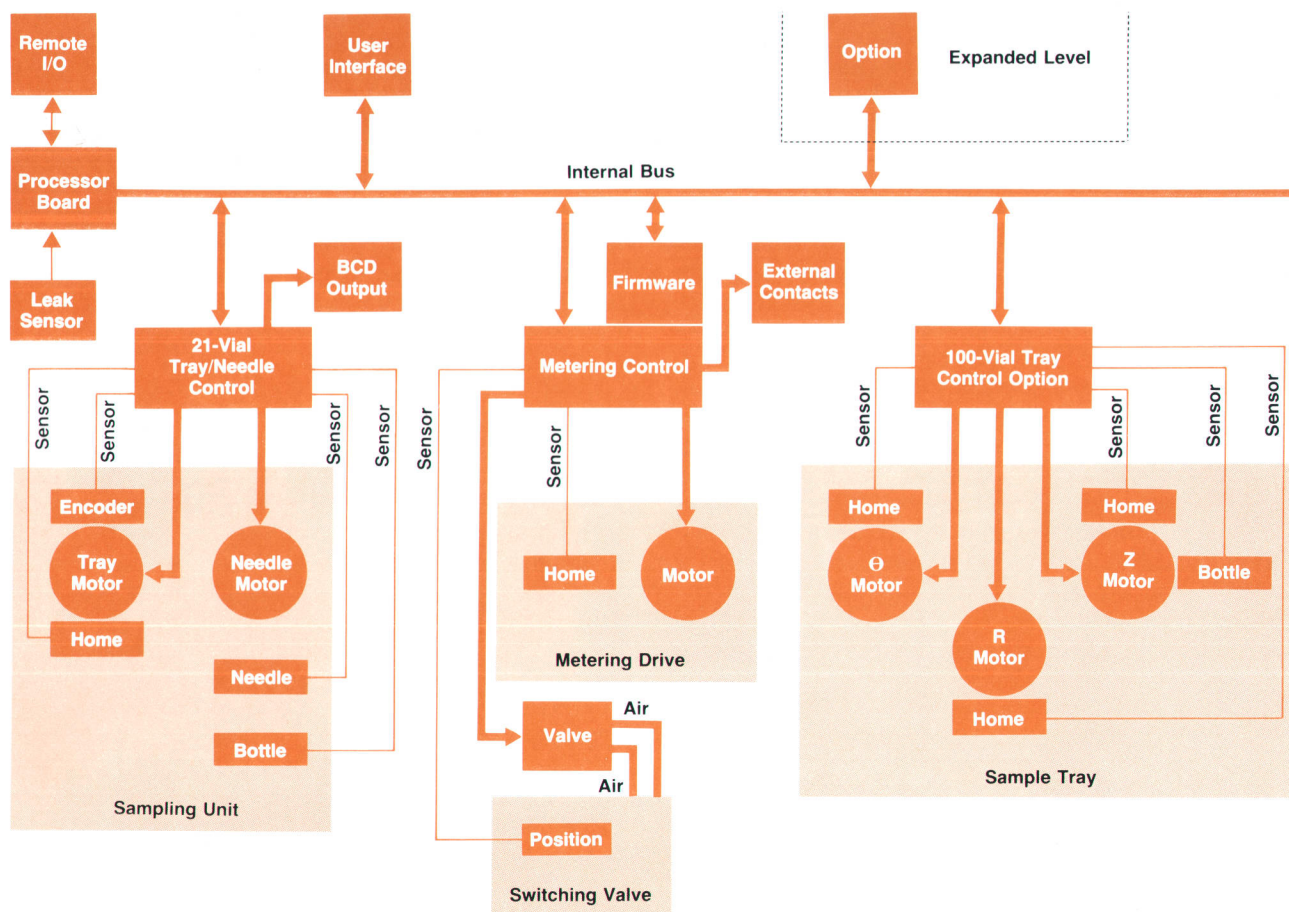 Remote
I/O
User
Interface
Option
Expanded Level
Processor
Board
Internal Bus
Leak
Sensor
BCD
Output
Firmware
External
Contacts
21-Vial
Tray/Needle
Control
Metering Control
100-Vial Tray
Control Option
Sensor
Sensor
Sensor
Sensor
Sensor
Sensor
Sensor
Sensor
Sensor
Sensor
Encoder
Tray
Motor
Home
Needle
Motor
Needle
Bottle
Sampling Unit
Home
Motor
Metering Drive
Valve
Air
Air
Position
Switching Valve
Home
Θ
Motor
R
Motor
Home
Home
Z
Motor
Bottle
Sample Tray